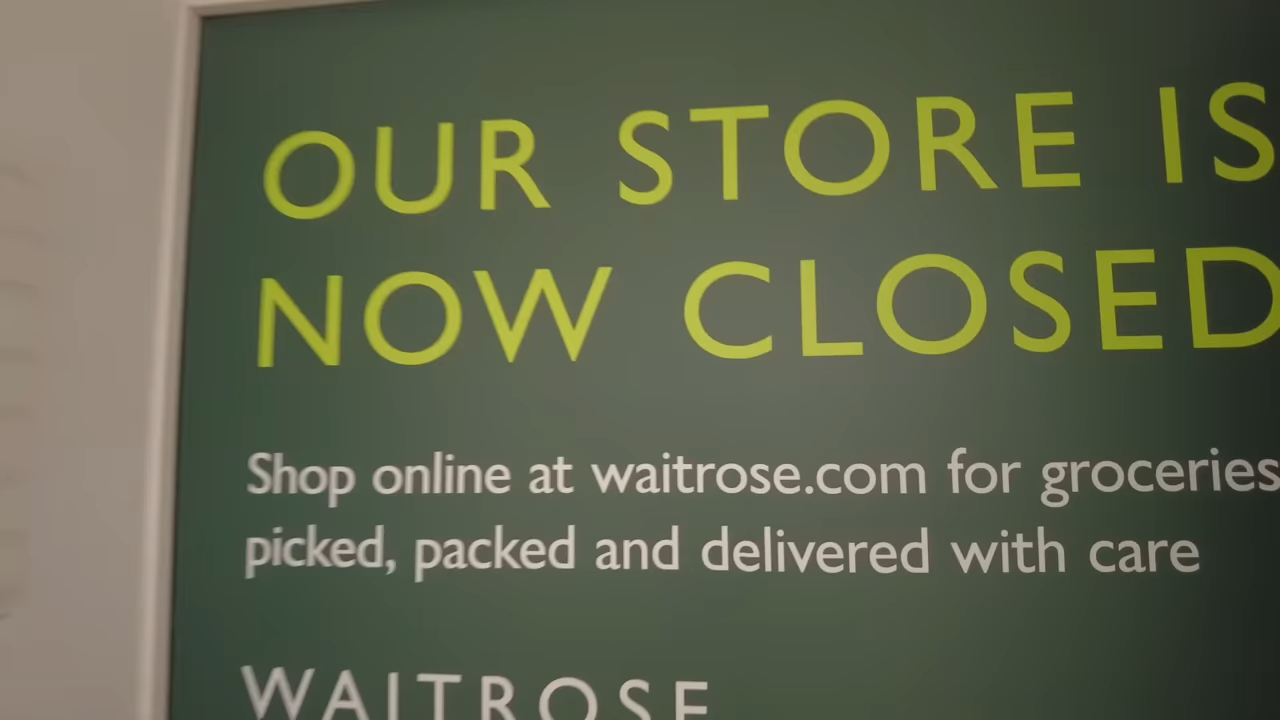 OUR STORE IS
NOW CLOSED
Shop online at waitrose.com for groceries
picked, packed and delivered with care
WAITROSE